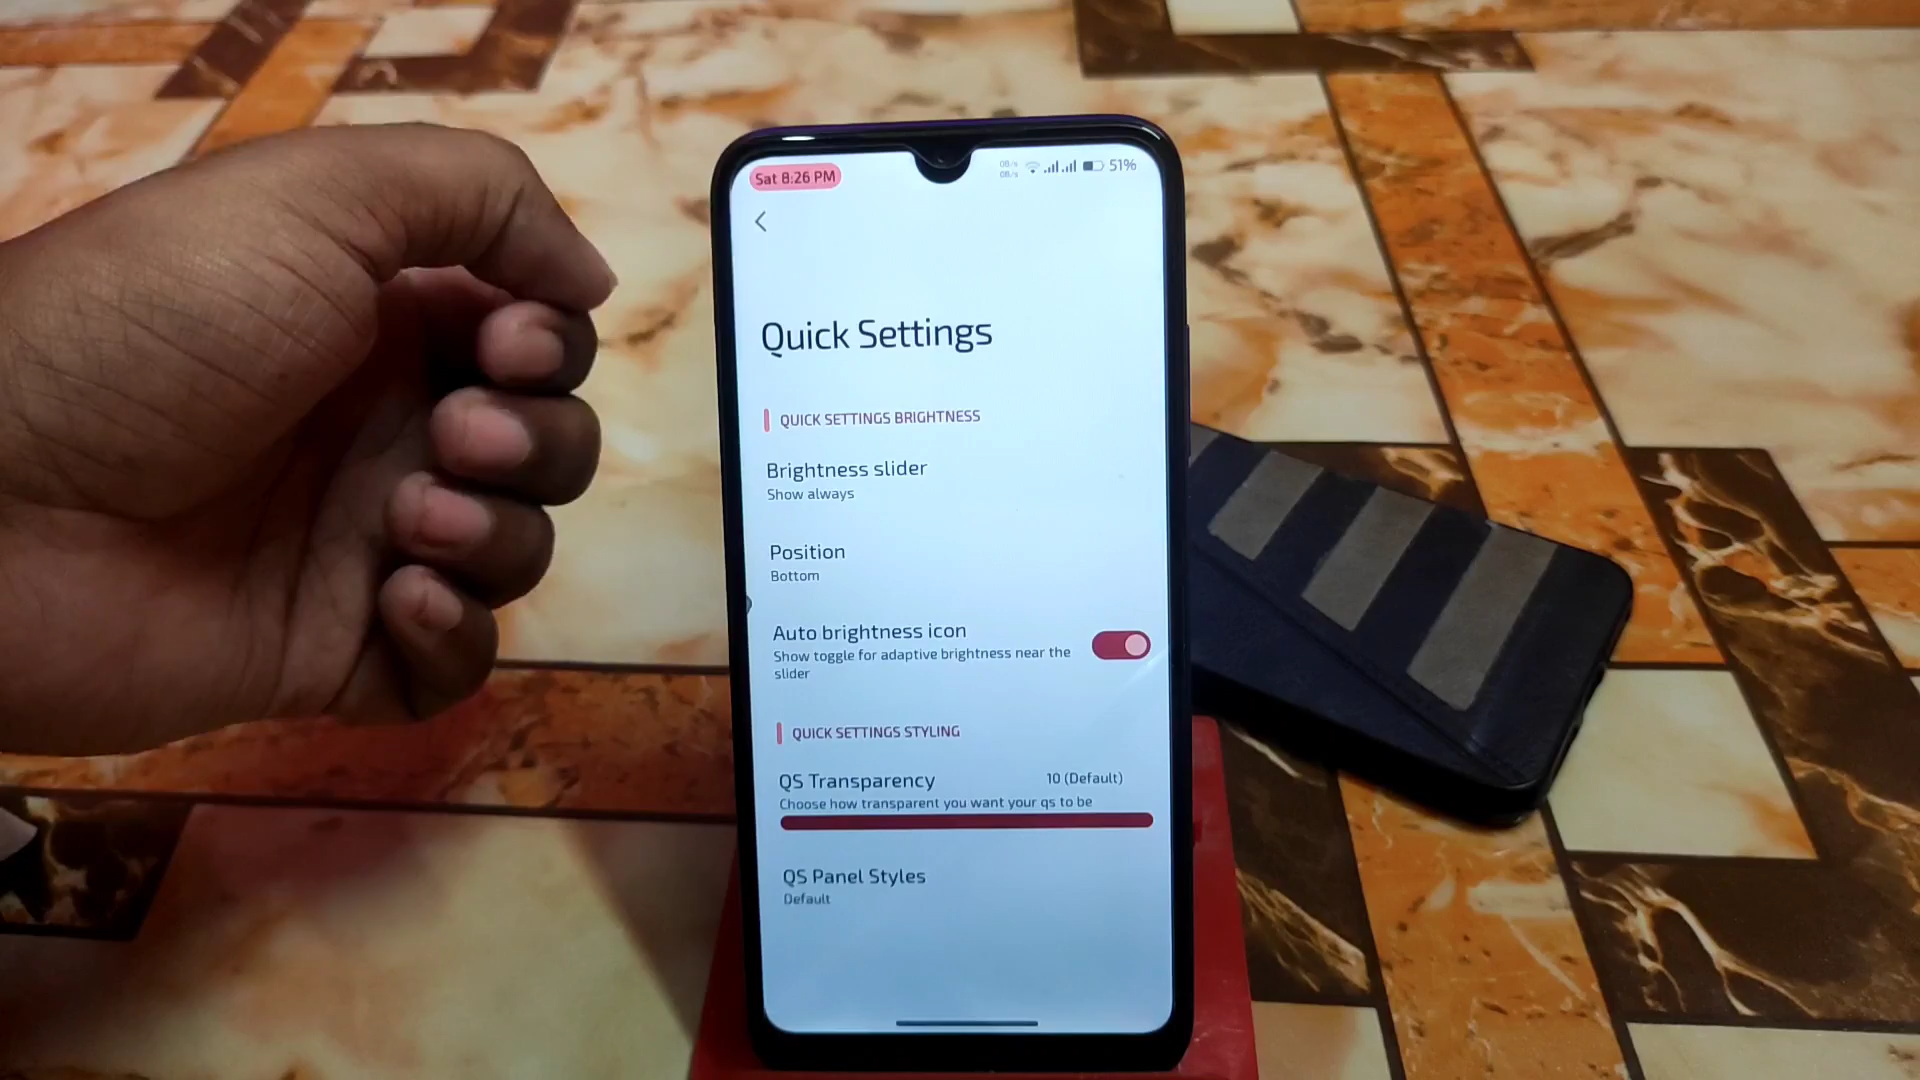 Sat 8:26 PM
0B/s
0B/s
51%
Quick Settings
QUICK SETTINGS BRIGHTNESS
Brightness slider
Show always
Position
Bottom
Auto brightness icon
Show toggle for adaptive brightness near the
slider
QUICK SETTINGS STYLING
QS Transparency
10 (Default)
Choose how transparent you want your qs to be
QS Panel Styles
Default